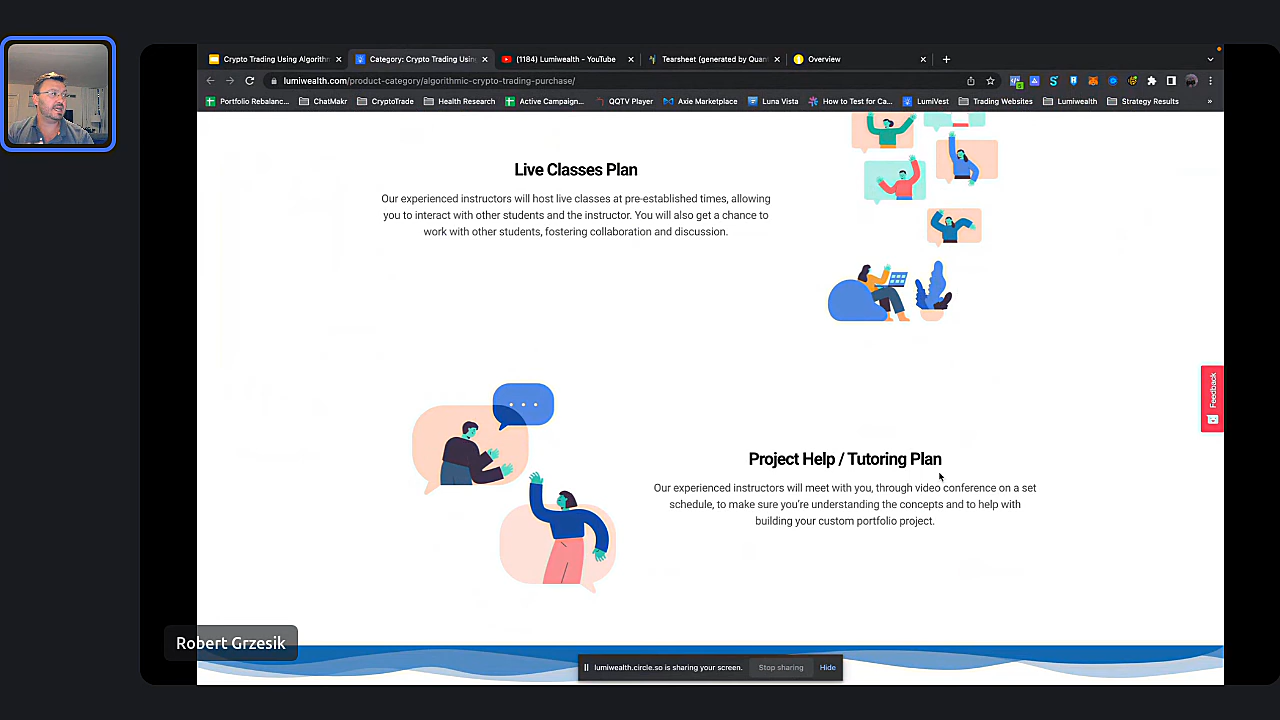 Crypto Trading Using Algorithm
Category: Crypto Trading Usin
(1184) Lumiwealth - YouTube
Tearsheet (generated by Quan
Overview
lumiwealth.com/product-category/algorithmic-crypto-trading-purchase/
Portfolio Rebalanc...
ChatMakr
CryptoTrade
Health Research
Active Campaign...
QQTV Player
Axie Marketplace
Luna Vista
How to Test for Ca...
LumiVest
Trading Websites
Lumiwealth
Strategy Results
»
Live Classes Plan
Our experienced instructors will host live classes at pre-established times, allowing
you to interact with other students and the instructor. You will also get a chance to
work with other students, fostering collaboration and discussion.
Feedback
Project Help / Tutoring Plan
Our experienced instructors will meet with you, through video conference on a set
schedule, to make sure you're understanding the concepts and to help with
building your custom portfolio project.
Robert Grzesik
lumiwealth.circle.so is sharing your screen.
Stop sharing
Hide